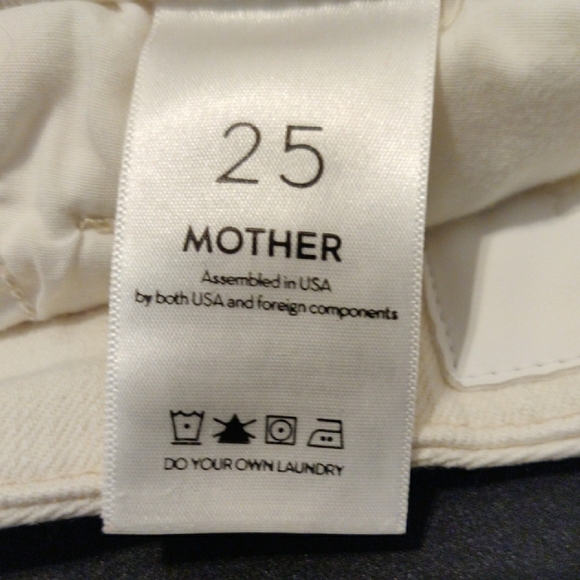 25
MOTHER
Assembled in USA
by both USA and foreign components
DO YOUR OWN LAUNDRY